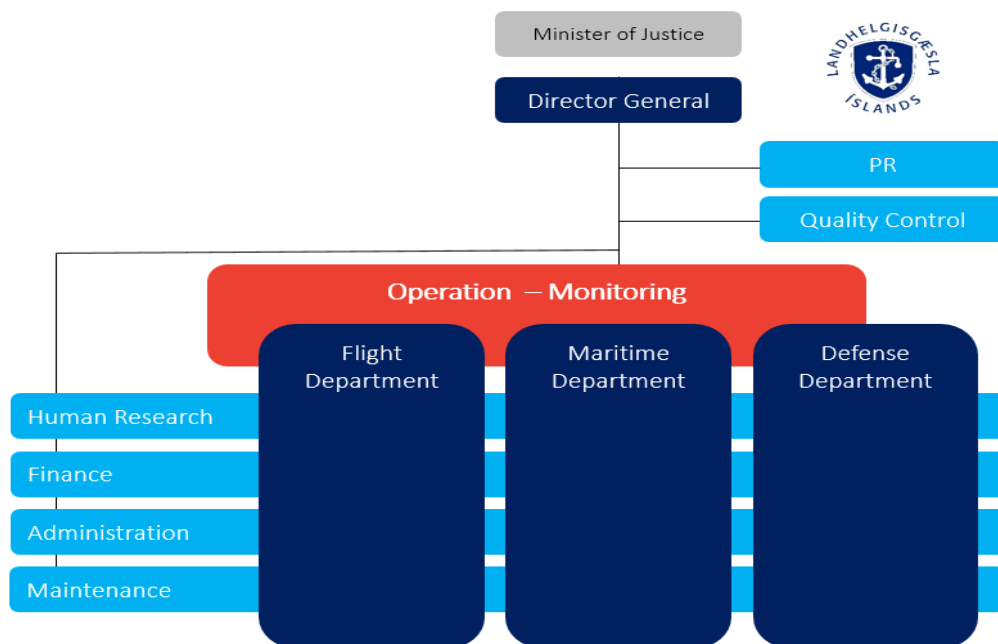 Minister of Justice
LANDHELGISGÆSLA
ÍSLANDS
Director General
PR
Quality Control
Operation – Monitoring
Flight
Department
Maritime
Department
Defense
Department
Human Research
Finance
Administration
Maintenance